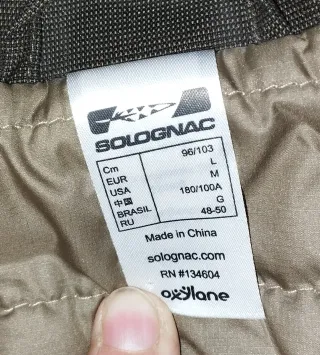 SOLOGNAC
Cm 96/103
EUR L
USA M
中国 180/100A
BRASIL G
RU 48-50
Made in China
solognac.com
RN #134604
oxylane